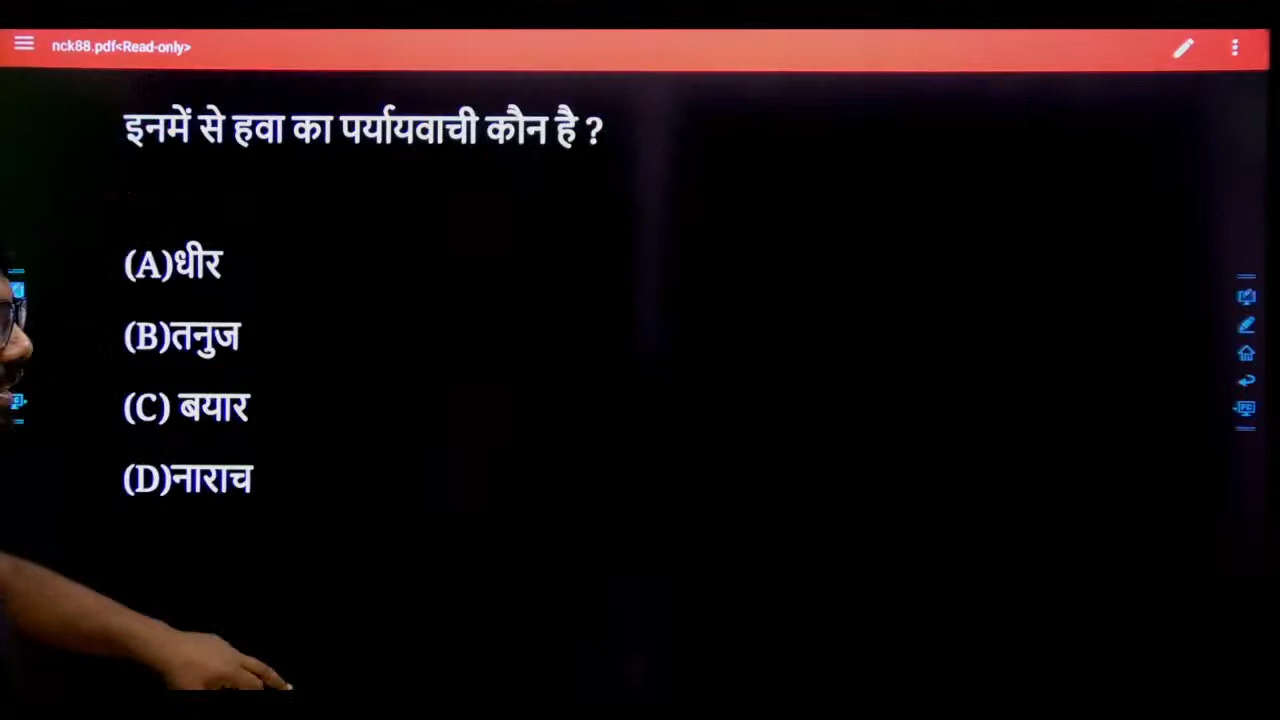 nck88.pdf<Read-only>
इनमें से हवा का पर्यायवाची कौन है ?
(A)धीर
(B)तनुज
(C) बयार
(D)नाराच